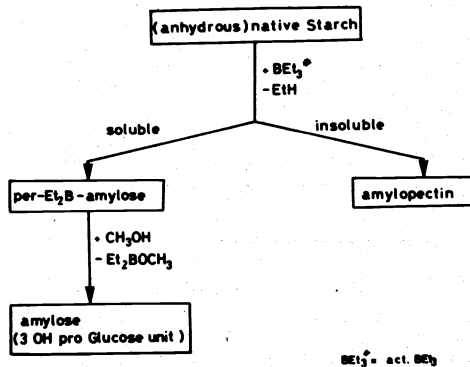 (anhydrous) native Starch
+ BEt₃*
- EtH
soluble
insoluble
per-Et₂B-amylose
amylopectin
+ CH₃OH
- Et₂BOCH₃
amylose
(3 OH pro Glucose unit)
BEt₃* = act. BEt₃